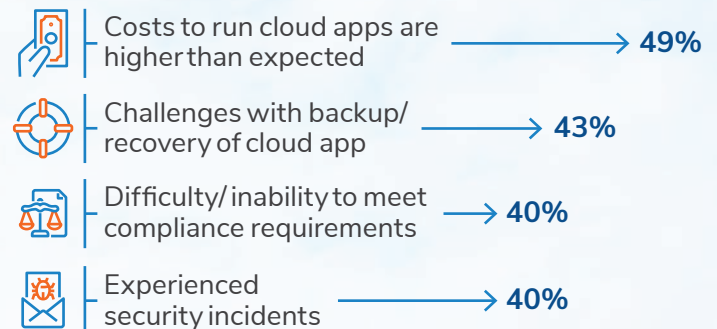 Costs to run cloud apps are
higher than expected
49%
Challenges with backup/
recovery of cloud app
43%
Difficulty/inability to meet
compliance requirements
40%
Experienced
security incidents
40%